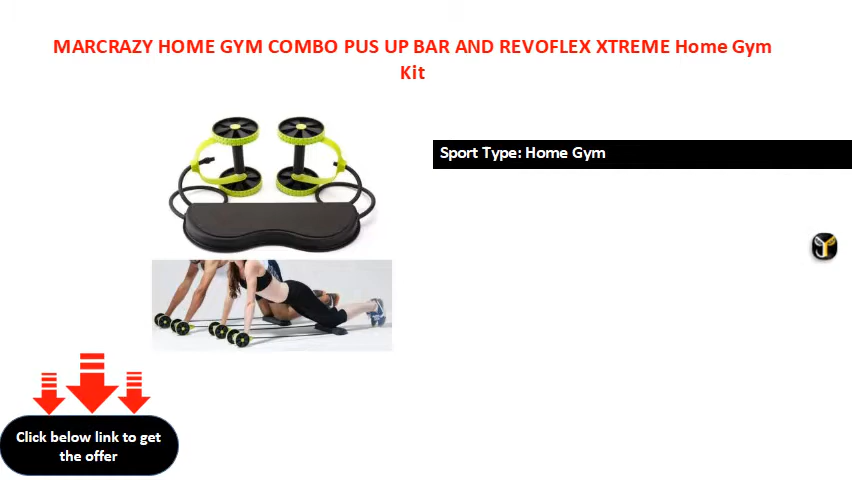 MARCRAZY HOME GYM COMBO PUS UP BAR AND REVOFLEX XTREME Home Gym
Kit
Sport Type: Home Gym
Click below link to get
the offer